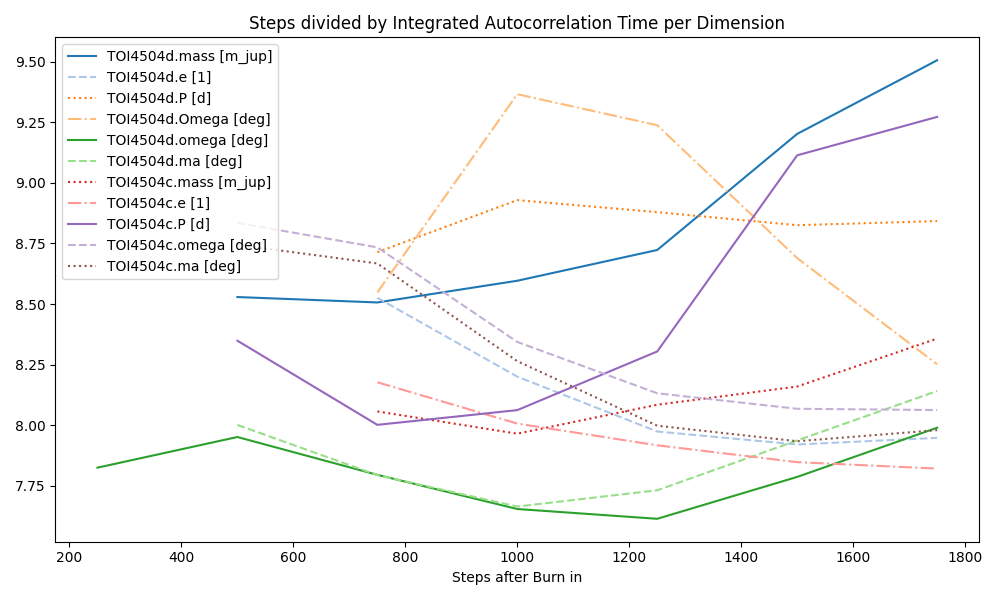 Steps divided by Integrated Autocorrelation Time per Dimension
TOI4504d.mass [m_jup]
TOI4504d.e [1]
TOI4504d.P [d]
TOI4504d.Omega [deg]
TOI4504d.omega [deg]
TOI4504d.ma [deg]
TOI4504c.mass [m_jup]
TOI4504c.e [1]
TOI4504c.P [d]
TOI4504c.omega [deg]
TOI4504c.ma [deg]
9.50
9.25
9.00
8.75
8.50
8.25
8.00
7.75
200 400 600 800 1000 1200 1400 1600 1800
Steps after Burn in